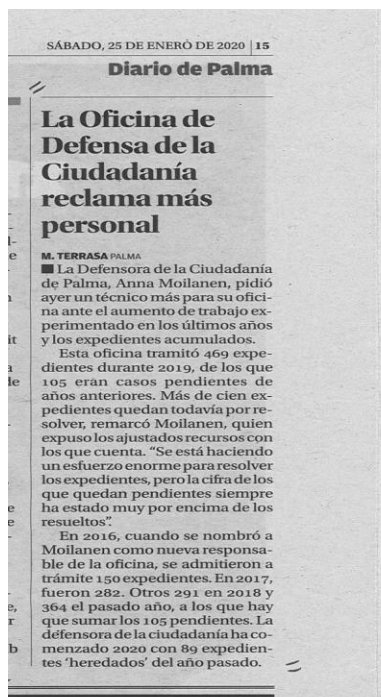 SÁBADO, 25 DE ENERO DE 2020 | 15
Diario de Palma
La Oficina de
Defensa de la
Ciudadanía
reclama más
personal
M. TERRASA PALMA
■ La Defensora de la Ciudadanía
de Palma, Anna Moilanen, pidió
ayer un técnico más para su ofici-
na ante el aumento de trabajo ex-
perimentado en los últimos años
y los expedientes acumulados.
Esta oficina tramitó 469 expe-
dientes durante 2019, de los que
105 eran casos pendientes de
años anteriores. Más de cien ex-
pedientes quedan todavía por re-
solver, remarcó Moilanen, quien
expuso los ajustados recursos con
los que cuenta. “Se está haciendo
un esfuerzo enorme para resolver
los expedientes, pero la cifra de los
que quedan pendientes siempre
ha estado muy por encima de los
resueltos”.
En 2016, cuando se nombró a
Moilanen como nueva responsa-
ble de la oficina, se admitieron a
trámite 150 expedientes. En 2017,
fueron 282. Otros 291 en 2018 y
364 el pasado año, a los que hay
que sumar los 105 pendientes. La
defensora de la ciudadanía ha co-
menzado 2020 con 89 expedien-
tes ‘heredados’ del año pasado.